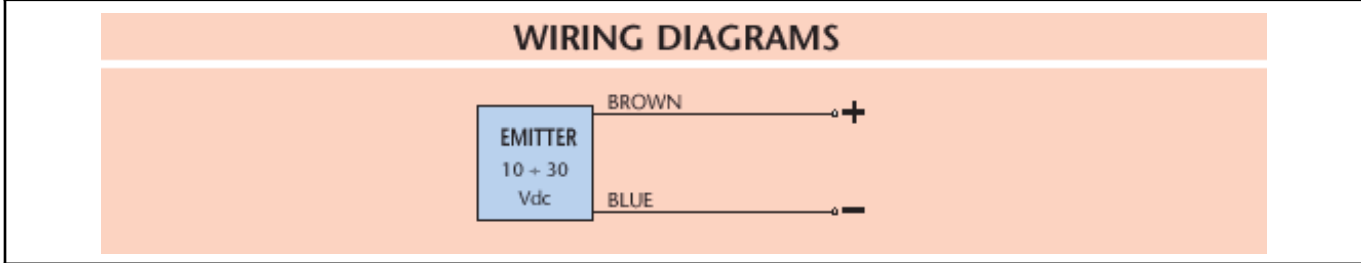 WIRING DIAGRAMS
BROWN
+
EMITTER
10 ÷ 30
Vdc
BLUE
−